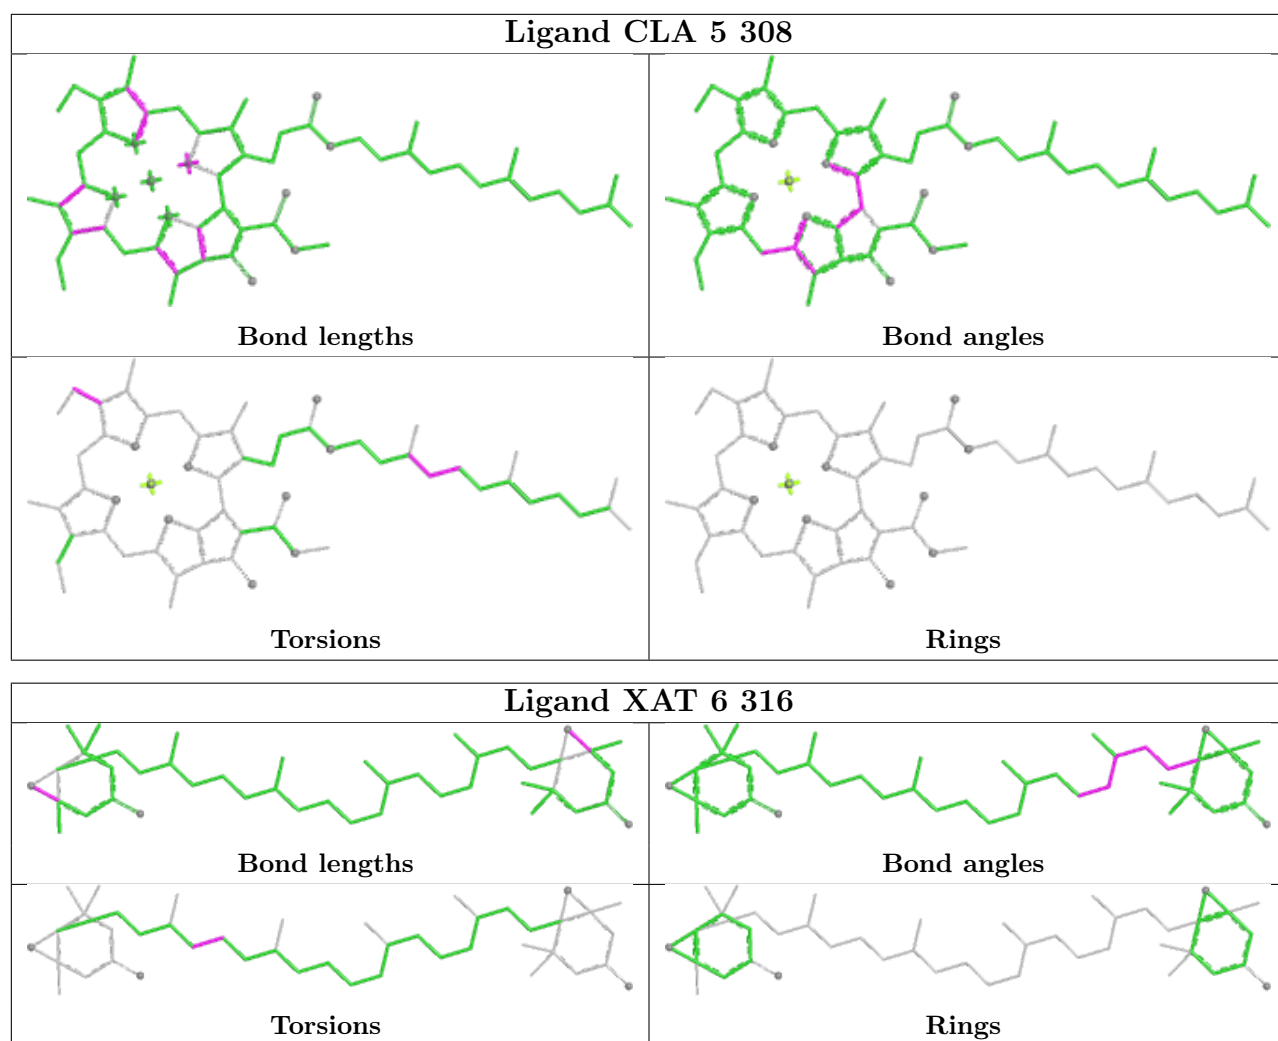 Ligand CLA 5 308
Bond lengths
Bond angles
Torsions
Rings
Ligand XAT 6 316
Bond lengths
Bond angles
Torsions
Rings